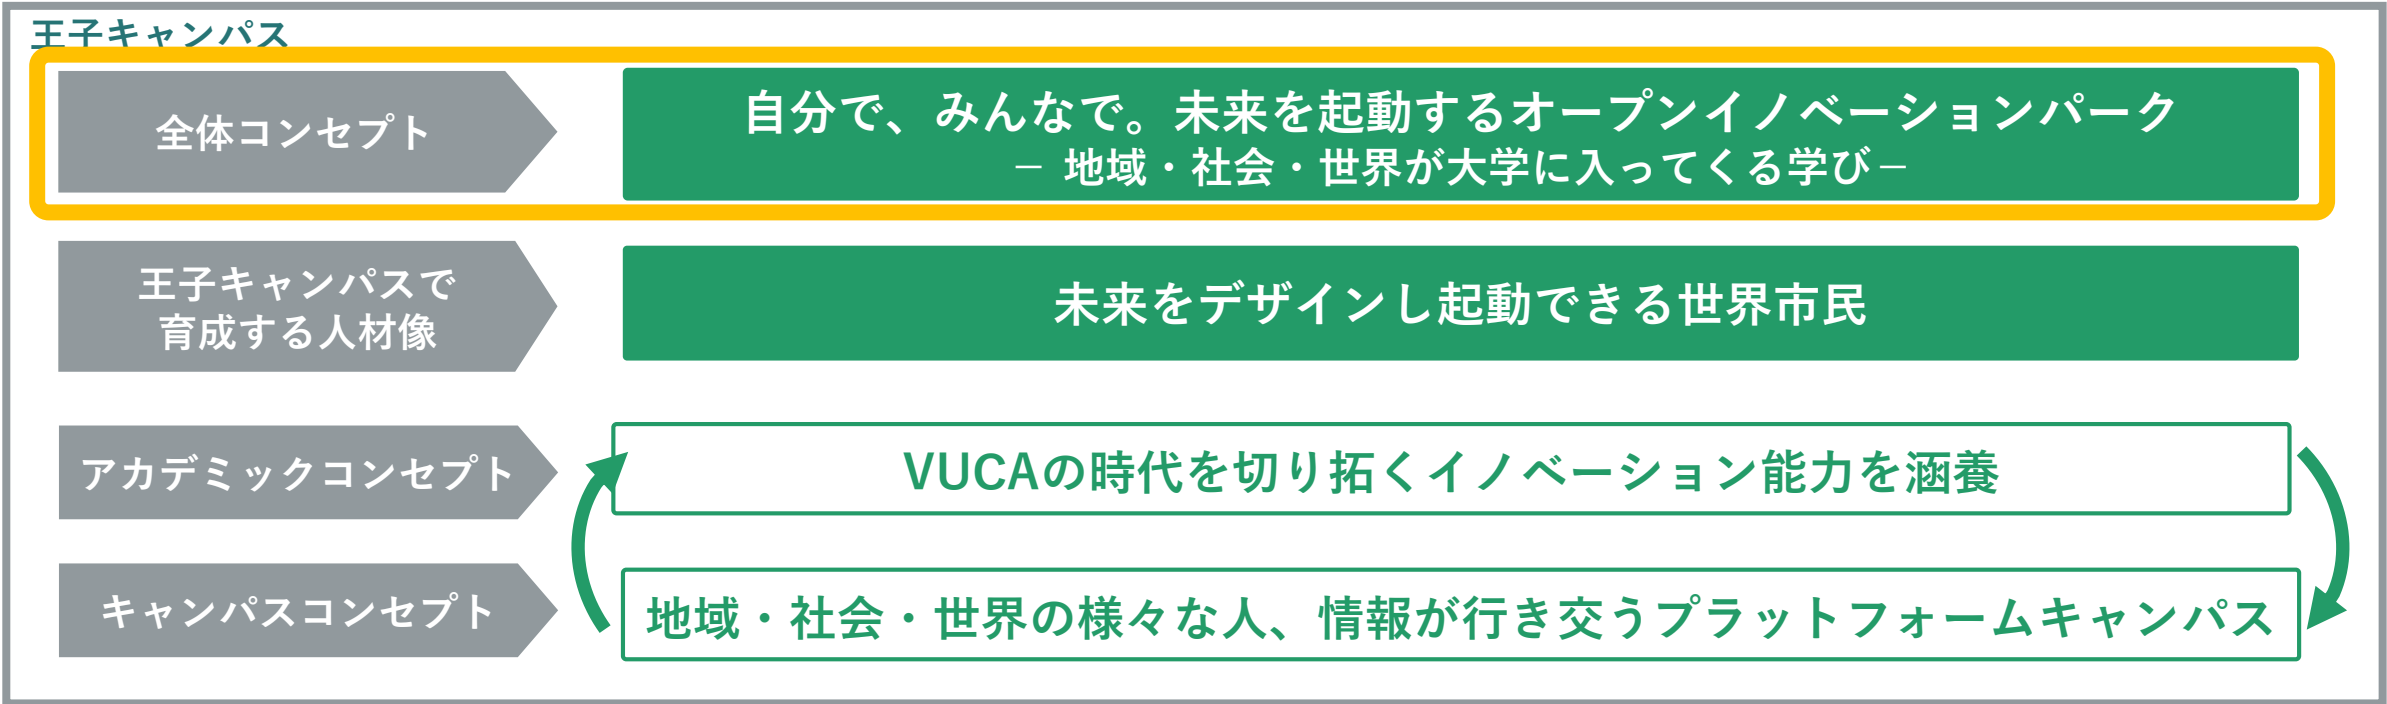 王子キャンパス
全体コンセプト
自分で、みんなで。未来を起動するオープンイノベーションパーク
－ 地域・社会・世界が大学に入ってくる学び－
王子キャンパスで
育成する人材像
未来をデザインし起動できる世界市民
アカデミックコンセプト
VUCAの時代を切り拓くイノベーション能力を涵養
キャンパスコンセプト
地域・社会・世界の様々な人、情報が行き交うプラットフォームキャンパス